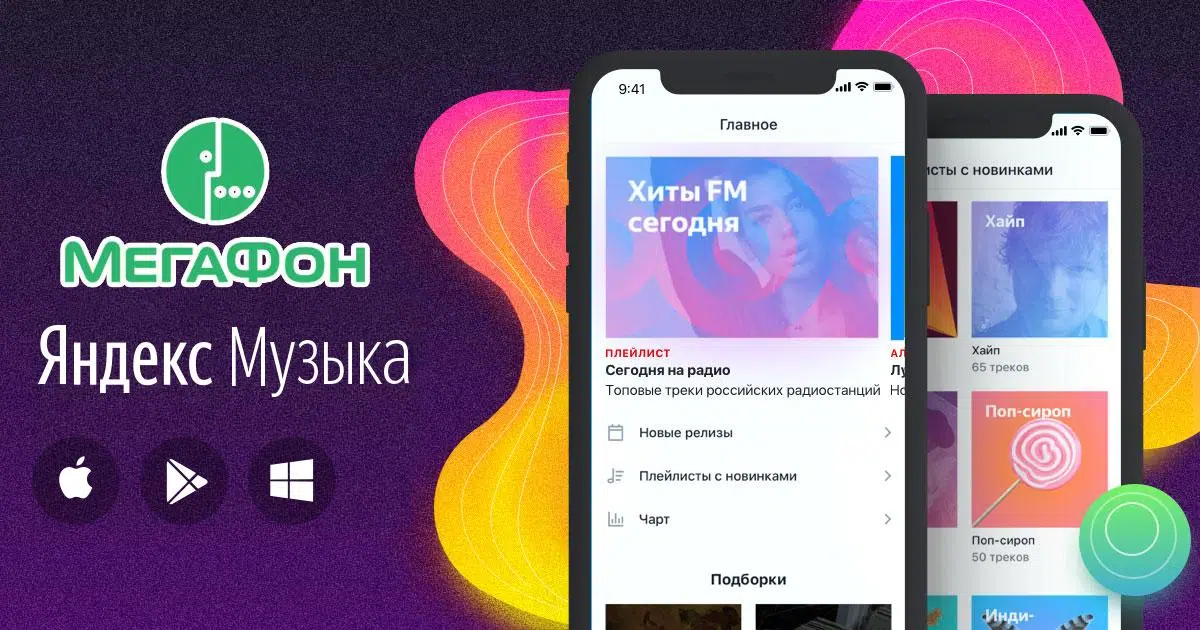 МЕГАФОН
Яндекс Музыка
9:41
Главное
Хиты FM
сегодня
ПЛЕЙЛИСТ
Сегодня на радио
Топовые треки российских радиостанций
Новые релизы
Плейлисты с новинками
Чарт
Подборки
с новинками
Хайп
Хайп
65 треков
Поп-сироп
Поп-сироп
50 треков
Инди-